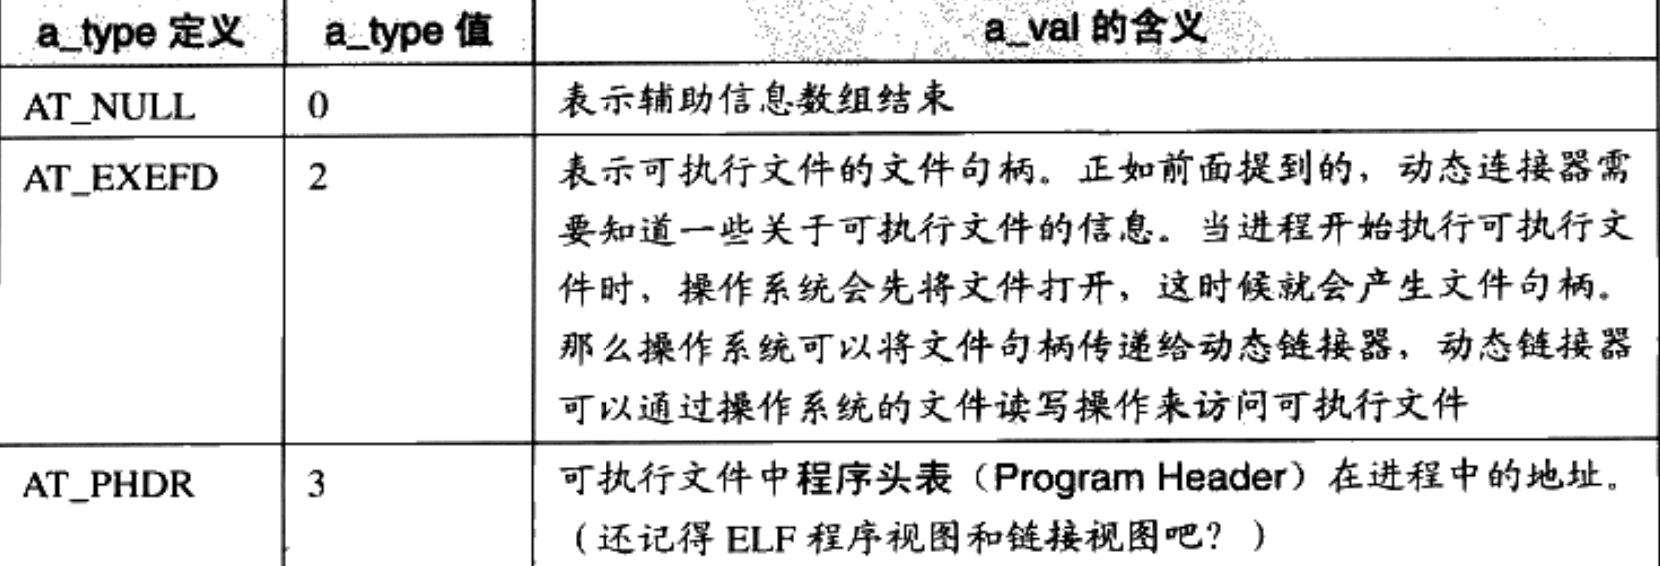 a_type 定义 a_type 值 a_val 的含义
AT_NULL 0 表示辅助信息数组结束
AT_EXEFD 2 表示可执行文件的文件句柄。正如前面提到的，动态连接器需
要知道一些关于可执行文件的信息。当进程开始执行可执行文
件时，操作系统会先将文件打开，这时候就会产生文件句柄。
那么操作系统可以将文件句柄传递给动态链接器，动态链接器
可以通过操作系统的文件读写操作来访问可执行文件
AT_PHDR 3 可执行文件中程序头表（Program Header）在进程中的地址。
（还记得 ELF 程序视图和链接视图吧？）